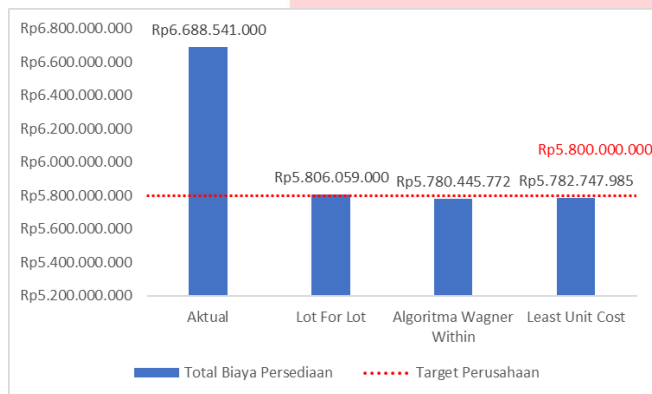 Rp6.800.000.000
Rp6.688.541.000
Rp6.600.000.000
Rp6.400.000.000
Rp6.200.000.000
Rp6.000.000.000
Rp5.800.000.000
Rp5.806.059.000
Rp5.780.445.772
Rp5.782.747.985
Rp5.800.000.000
Rp5.600.000.000
Rp5.400.000.000
Rp5.200.000.000
Aktual
Lot For Lot
Algoritma Wagner
Within
Least Unit Cost
Total Biaya Persediaan
Target Perusahaan